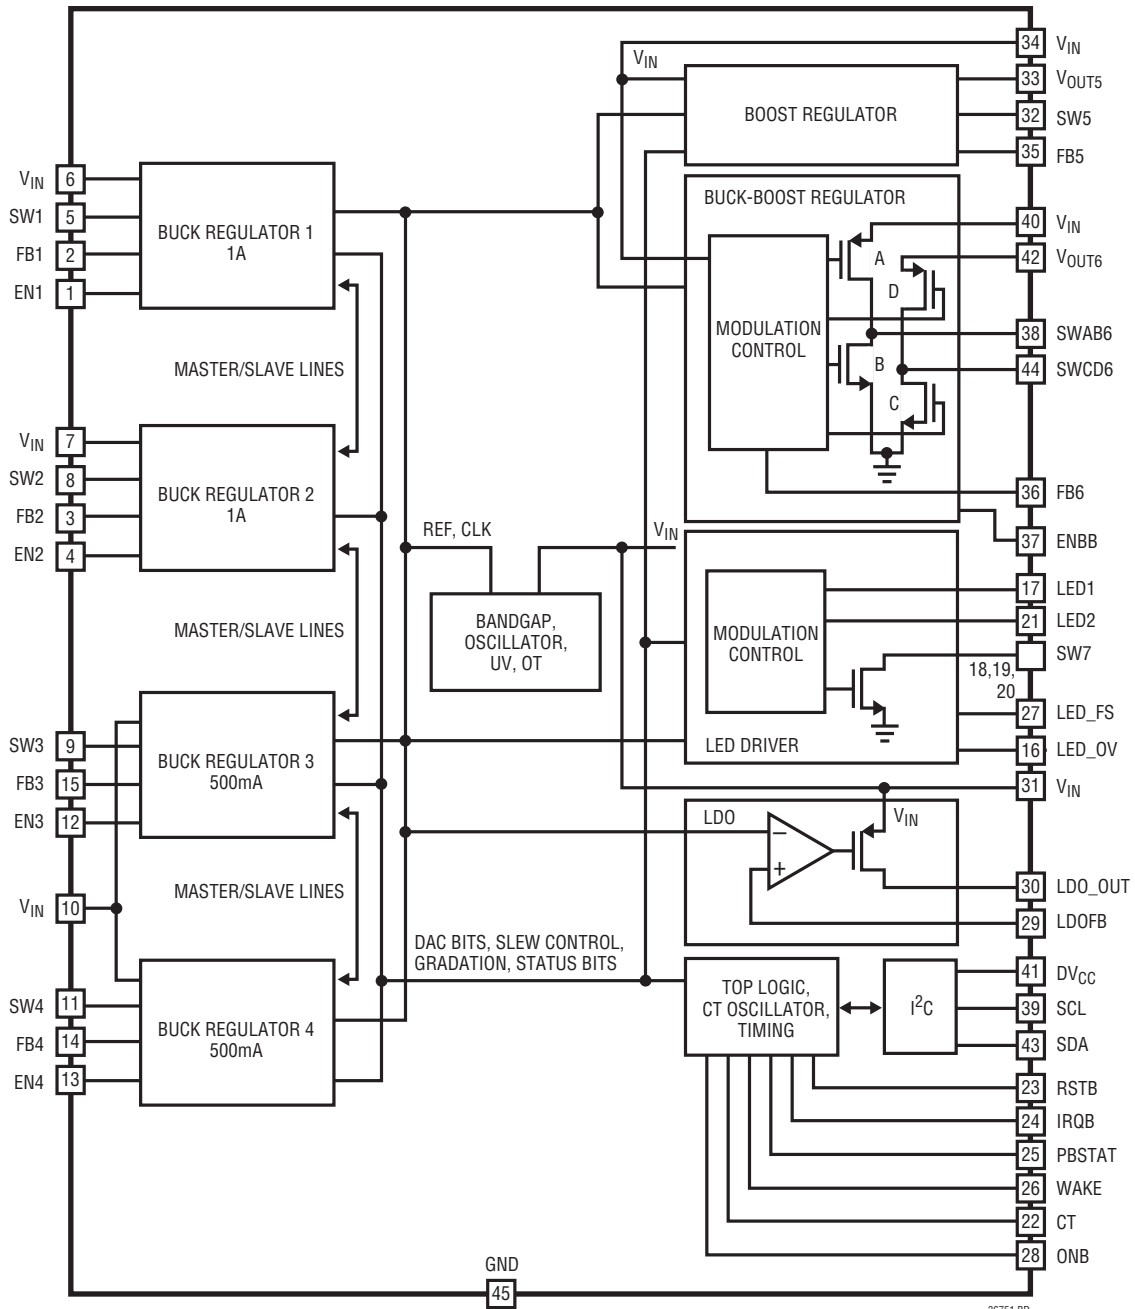 34 VIN
VIN
33 VOUT5
BOOST REGULATOR
32 SW5
35 FB5
VIN 6
SW1 5
FB1 2
EN1 1
BUCK REGULATOR 1
1A
BUCK-BOOST REGULATOR
40 VIN
42 VOUT6
A
D
MODULATION
CONTROL
38 SWAB6
B
44 SWCD6
C
36 FB6
37 ENBB
MASTER/SLAVE LINES
VIN 7
SW2 8
FB2 3
EN2 4
BUCK REGULATOR 2
1A
REF, CLK
VIN
BANDGAP,
OSCILLATOR,
UV, OT
17 LED1
21 LED2
MODULATION
CONTROL
SW7
18,19,
20
27 LED_FS
LED DRIVER
16 LED_OV
31 VIN
MASTER/SLAVE LINES
SW3 9
FB3 15
EN3 12
BUCK REGULATOR 3
500mA
LDO
VIN
−
+
30 LDO_OUT
29 LDOFB
MASTER/SLAVE LINES
VIN 10
DAC BITS, SLEW CONTROL,
GRADATION, STATUS BITS
SW4 11
FB4 14
EN4 13
BUCK REGULATOR 4
500mA
TOP LOGIC,
CT OSCILLATOR,
TIMING
I2C
41 DVCC
39 SCL
43 SDA
23 RSTB
24 IRQB
25 PBSTAT
26 WAKE
22 CT
28 ONB
GND
45